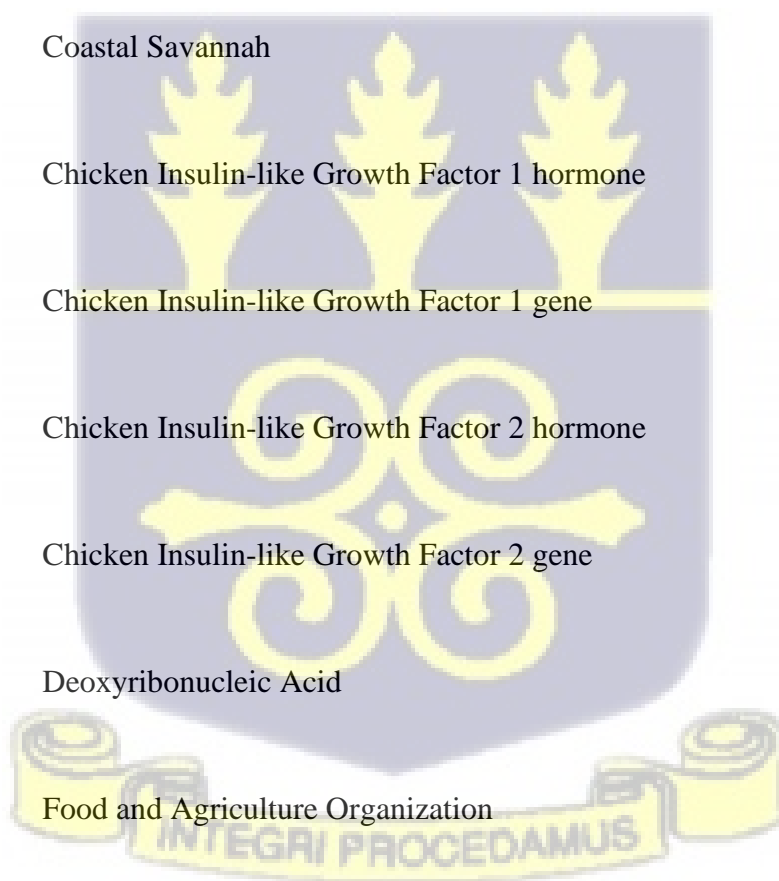 Coastal Savannah
Chicken Insulin-like Growth Factor 1 hormone
Chicken Insulin-like Growth Factor 1 gene
Chicken Insulin-like Growth Factor 2 hormone
Chicken Insulin-like Growth Factor 2 gene
Deoxyribonucleic Acid
Food and Agriculture Organization
INTEGRI PROCEDAMUS